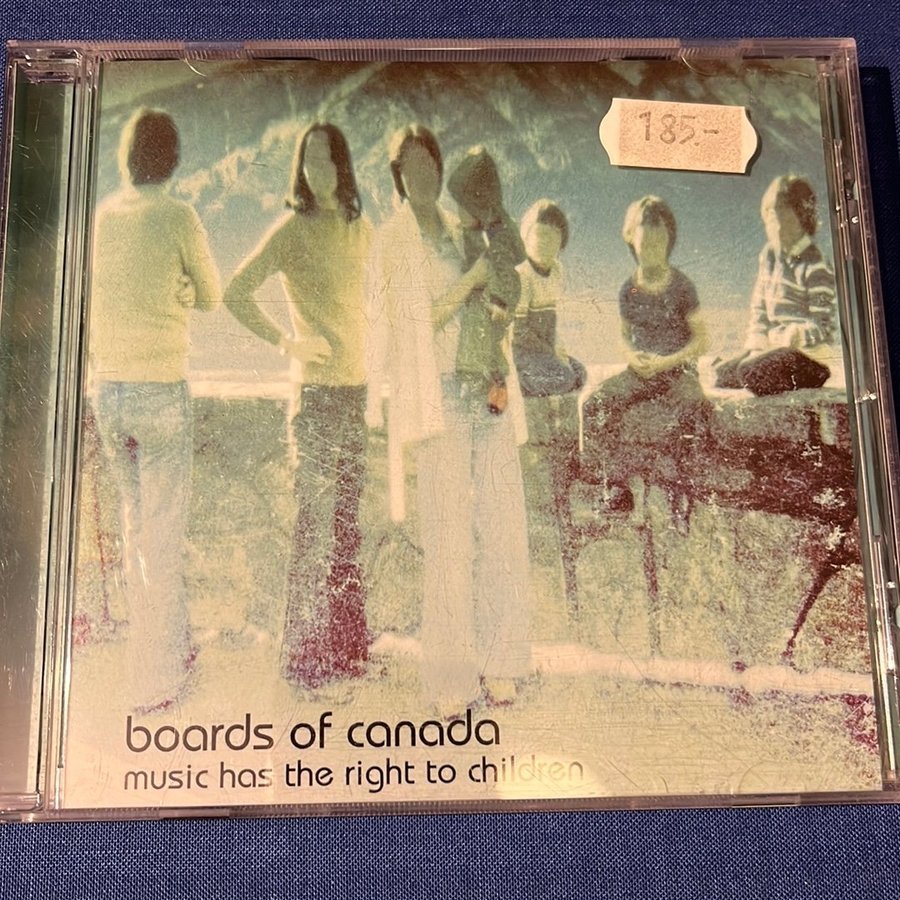 185.-
boards of canada
music has the right to children